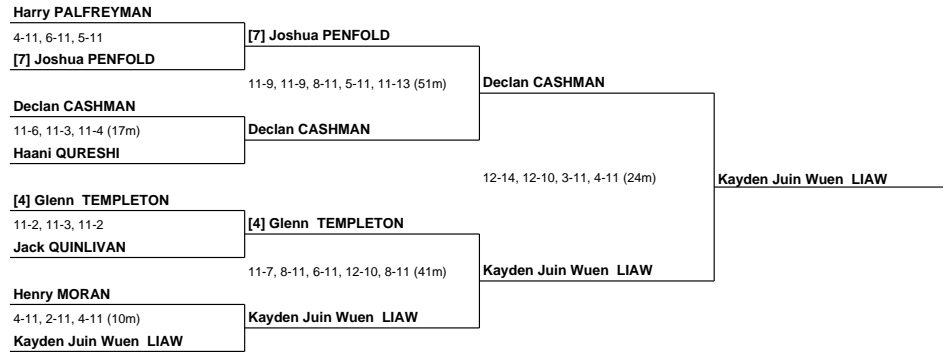 Harry PALFREYMAN
4-11, 6-11, 5-11
[7] Joshua PENFOLD
[7] Joshua PENFOLD
11-9, 11-9, 8-11, 5-11, 11-13 (51m)
Declan CASHMAN
Declan CASHMAN
11-6, 11-3, 11-4 (17m)
Declan CASHMAN
Haani QURESHI
12-14, 12-10, 3-11, 4-11 (24m)
Kayden Juin Wuen LIAW
[4] Glenn TEMPLETON
11-2, 11-3, 11-2
[4] Glenn TEMPLETON
Jack QUINLIVAN
11-7, 8-11, 6-11, 12-10, 8-11 (41m)
Kayden Juin Wuen LIAW
Henry MORAN
4-11, 2-11, 4-11 (10m)
Kayden Juin Wuen LIAW
Kayden Juin Wuen LIAW